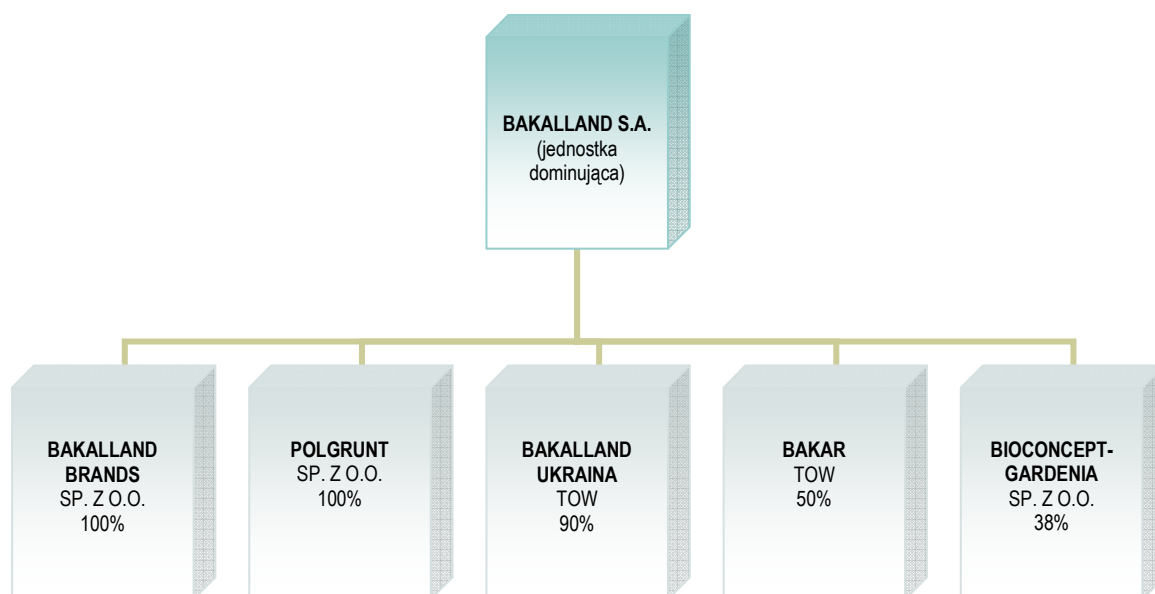 BAKALLAND S.A.
(jednostka
dominująca)
BAKALLAND
BRANDS
SP. Z O.O.
100%
POLGRUNT
SP. Z O.O.
100%
BAKALLAND
UKRAINA
TOW
90%
BAKAR
TOW
50%
BIOCONCEPT-
GARDENIA
SP. Z O.O.
38%